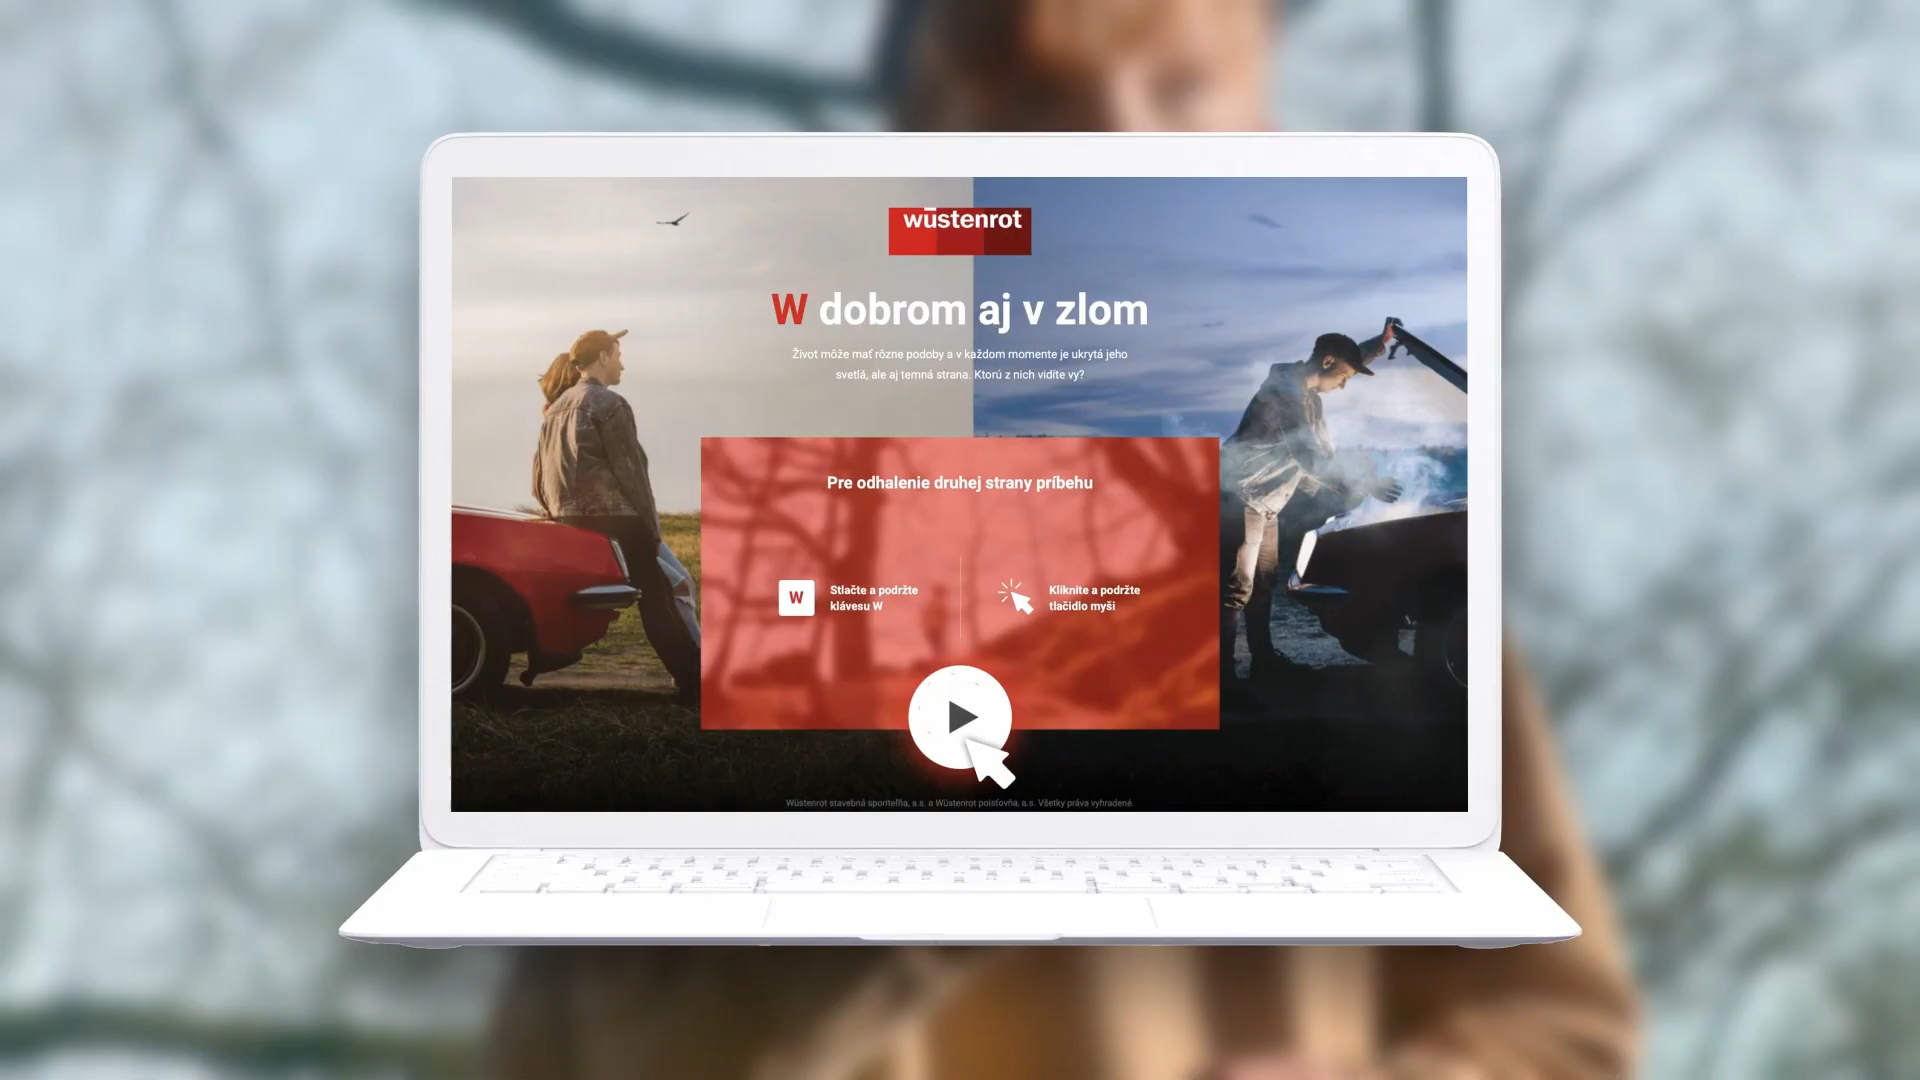 wüstenrot
W dobrom aj v zlom
Život môže mať rôzne podoby a v každom momente je ukrytá jeho
svetlá, ale aj temná strana. Ktorú z nich vidíte vy?
Pre odhalenie druhej strany príbehu
W
Stlačte a podržte
klávesu W
Kliknite a podržte
tlačidlo myši
Wüstenrot stavebná sporiteľňa, a.s. a Wüstenrot poisťovňa, a.s. Všetky práva vyhradené.